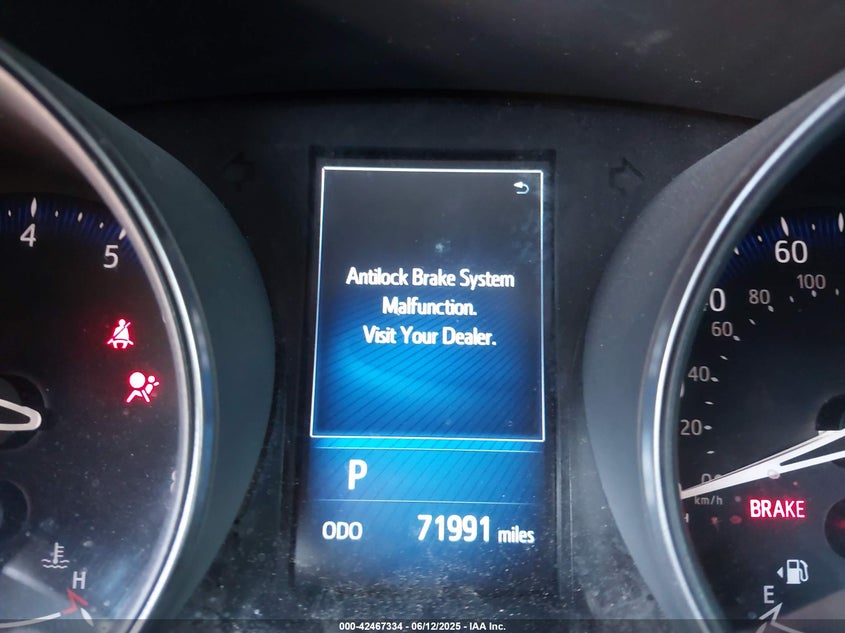 4
5
H
Antilock Brake System
Malfunction.
Visit Your Dealer.
P
ODO 71991 miles
60
80 100
60
40
20
km/h
BRAKE
E
000-42467334 - 06/12/2025 - IAA Inc.